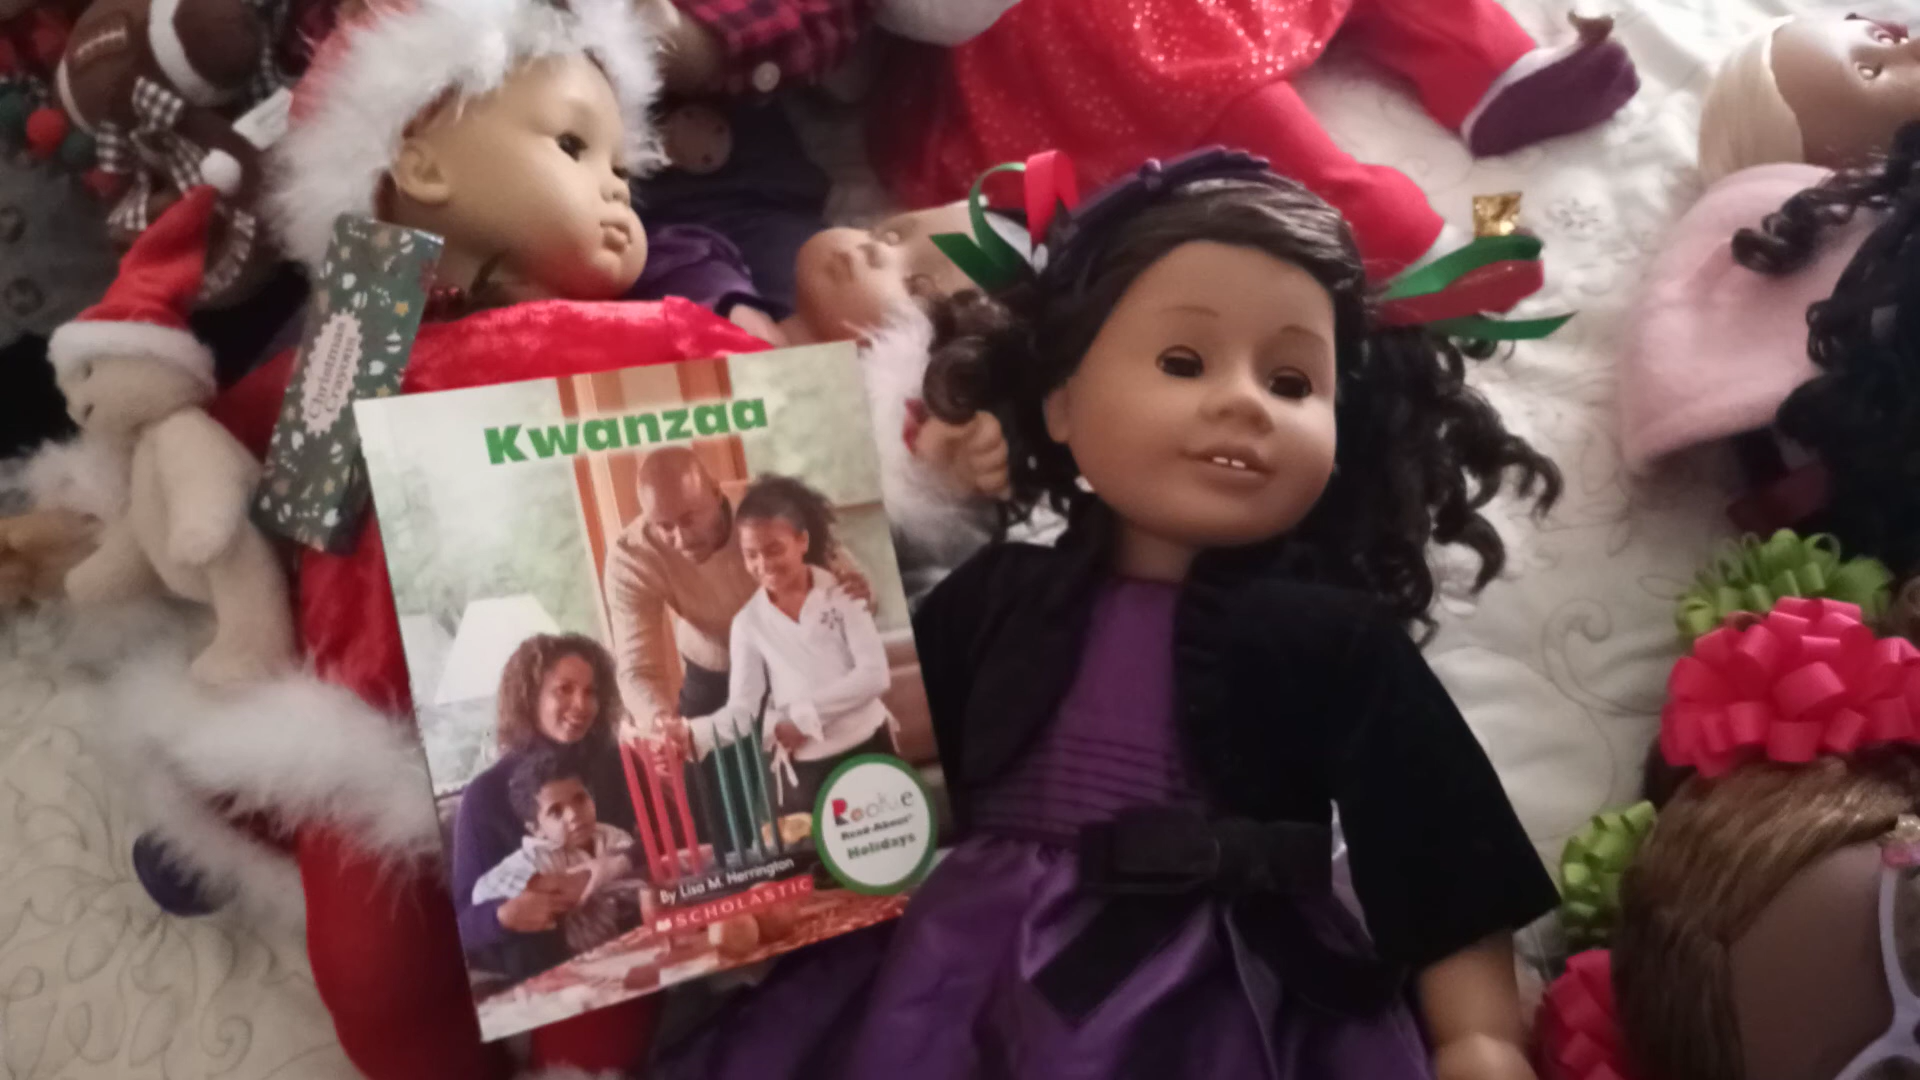 Christmas
Crayons
Kwanzaa
Rookie
Read-About®
Holidays
By Lisa M. Herrington
SCHOLASTIC